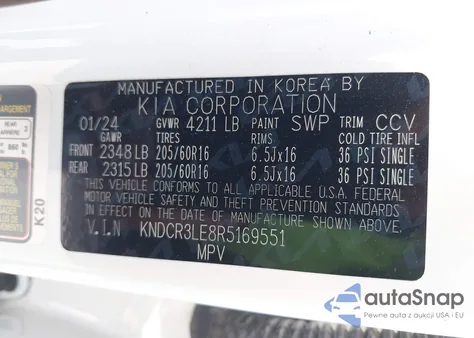 MANUFACTURED IN KOREA BY
KIA CORPORATION
01/24 GVWR 4211 LB PAINT SWP TRIM CCV
GAWR TIRES RIMS COLD TIRE INFL
FRONT 2348 LB 205/60R16 6.5Jx16 36 PSI SINGLE
REAR 2315 LB 205/60R16 6.5Jx16 36 PSI SINGLE
THIS VEHICLE CONFORMS TO ALL APPLICABLE U.S.A. FEDERAL
MOTOR VEHICLE SAFETY AND THEFT PREVENTION STANDARDS
IN EFFECT ON THE DATE OF MANUFACTURE SHOWN ABOVE.
V.I.N KNDCR3LE8R5169551
MPV
K20
autoSnap
Pewne auta z aukcji USA i EU